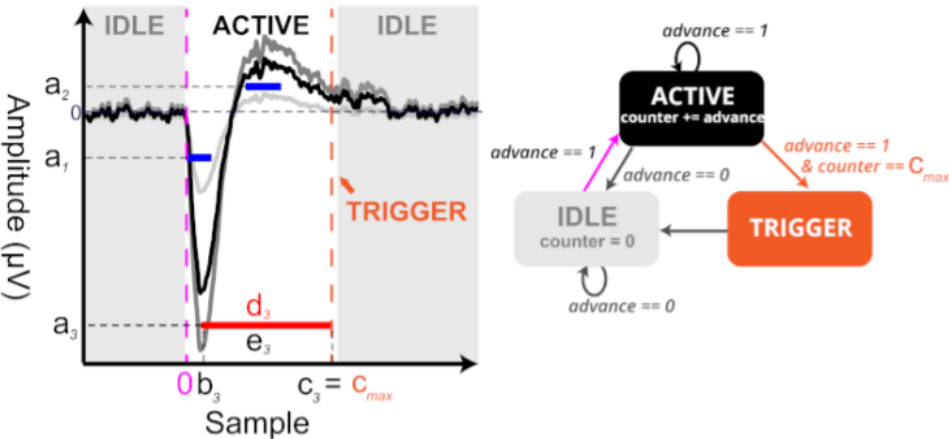 IDLE
ACTIVE
IDLE
a2
0
a1
Amplitude (μV)
TRIGGER
d3
a3
e3
0 b3
c3 = cmax
Sample
advance == 1
ACTIVE
counter += advance
advance == 1
advance == 0
advance == 1
& counter == Cmax
IDLE
counter = 0
TRIGGER
advance == 0